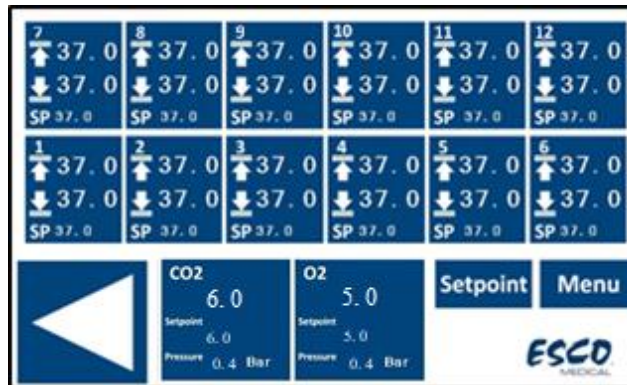 7 8 9 10 11 12
37.0 37.0 37.0 37.0 37.0 37.0
37.0 37.0 37.0 37.0 37.0 37.0
SP 37.0 SP 37.0 SP 37.0 SP 37.0 SP 37.0 SP 37.0
1 2 3 4 5 6
37.0 37.0 37.0 37.0 37.0 37.0
37.0 37.0 37.0 37.0 37.0 37.0
SP 37.0 SP 37.0 SP 37.0 SP 37.0 SP 37.0 SP 37.0
CO2
6.0
Setpoint
6.0
Pressure 0.4 Bar
O2
5.0
Setpoint
5.0
Pressure 0.4 Bar
Setpoint
Menu
ESCO
MEDICAL